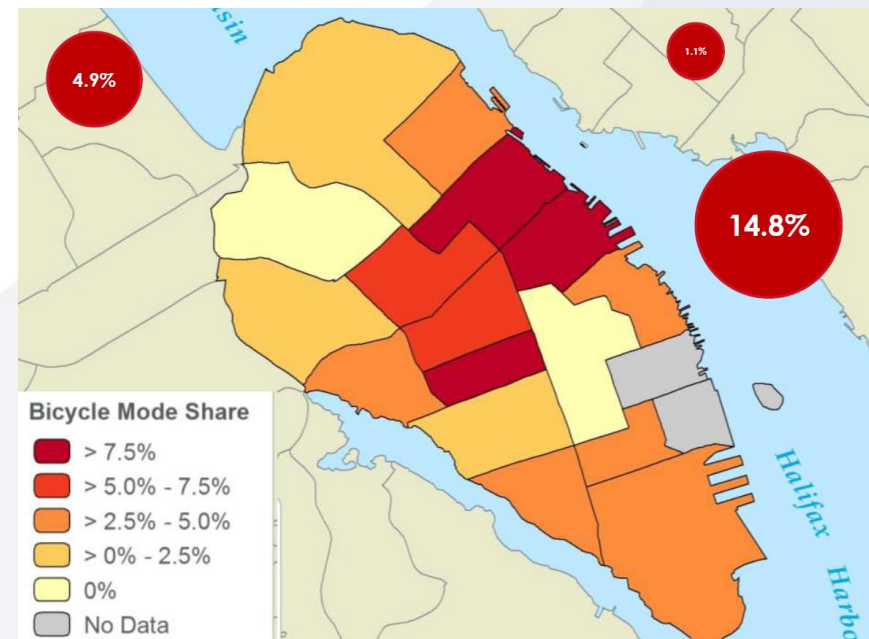 sin
4.9%
1.1%
14.8%
Bicycle Mode Share
> 7.5%
> 5.0% - 7.5%
> 2.5% - 5.0%
> 0% - 2.5%
0%
No Data
Halifax
Harbo